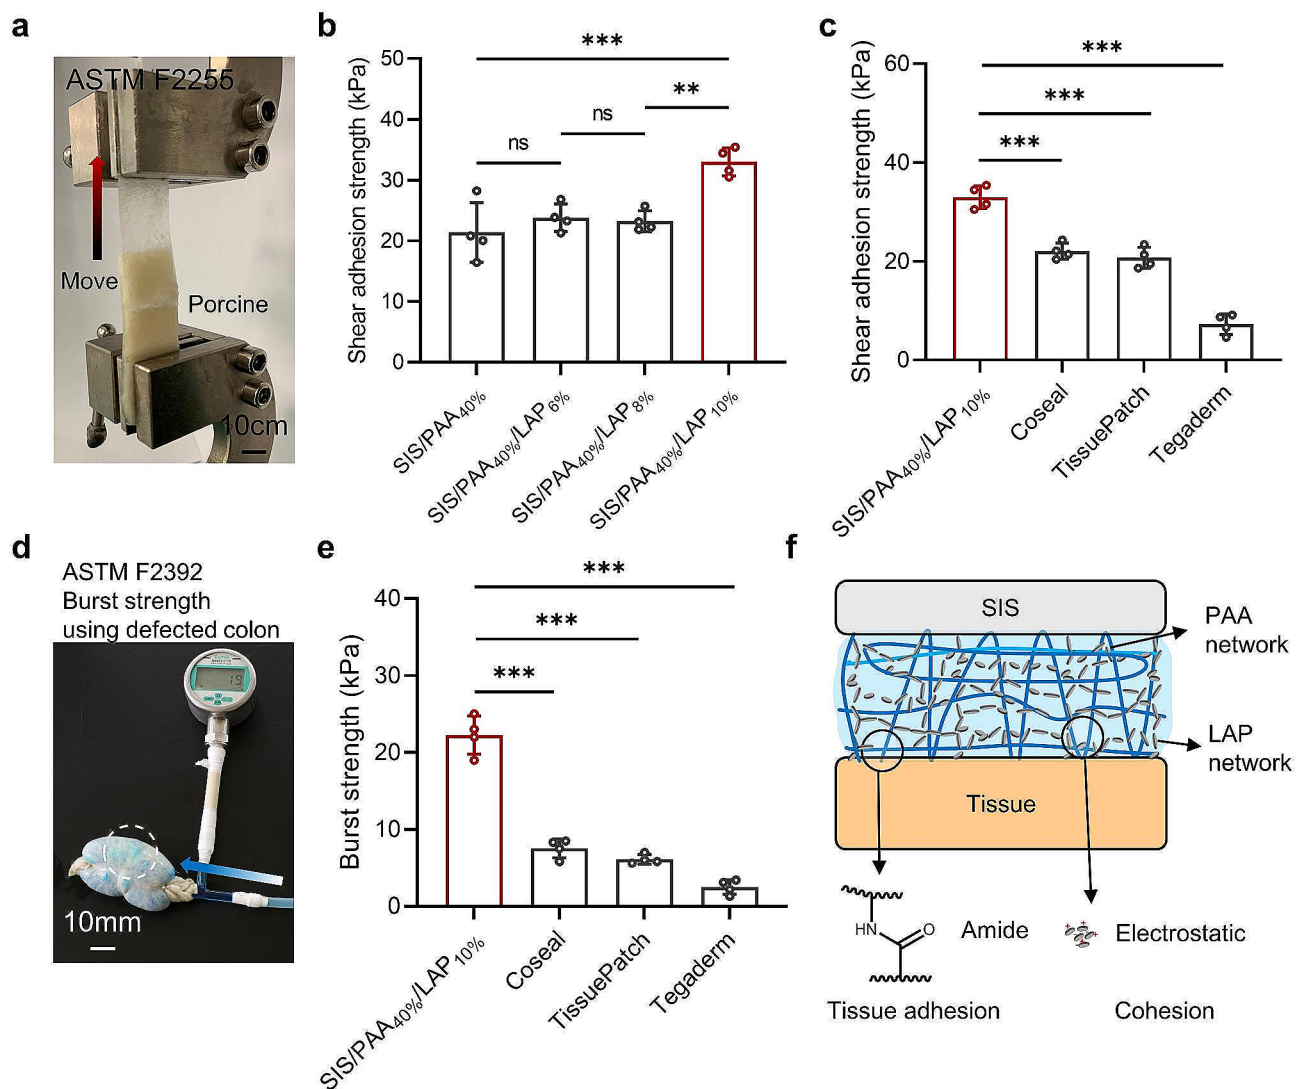 a
ASTM F2255
Move
Porcine
10cm
b
Shear adhesion strength (kPa)
50
40
30
20
10
0
***
**
ns
ns
SIS/PAA40%
SIS/PAA40%/LAP 6%
SIS/PAA40%/LAP 8%
SIS/PAA40%/LAP 10%
c
Shear adhesion strength (kPa)
60
40
20
0
***
***
***
SIS/PAA40%/LAP 10%
Coseal
TissuePatch
Tegaderm
d
ASTM F2392
Burst strength
using defected colon
19
10mm
e
Burst strength (kPa)
40
30
20
10
0
***
***
***
SIS/PAA40%/LAP 10%
Coseal
TissuePatch
Tegaderm
f
SIS
PAA
network
LAP
network
Tissue
HN
O
Amide
Electrostatic
Tissue adhesion
Cohesion